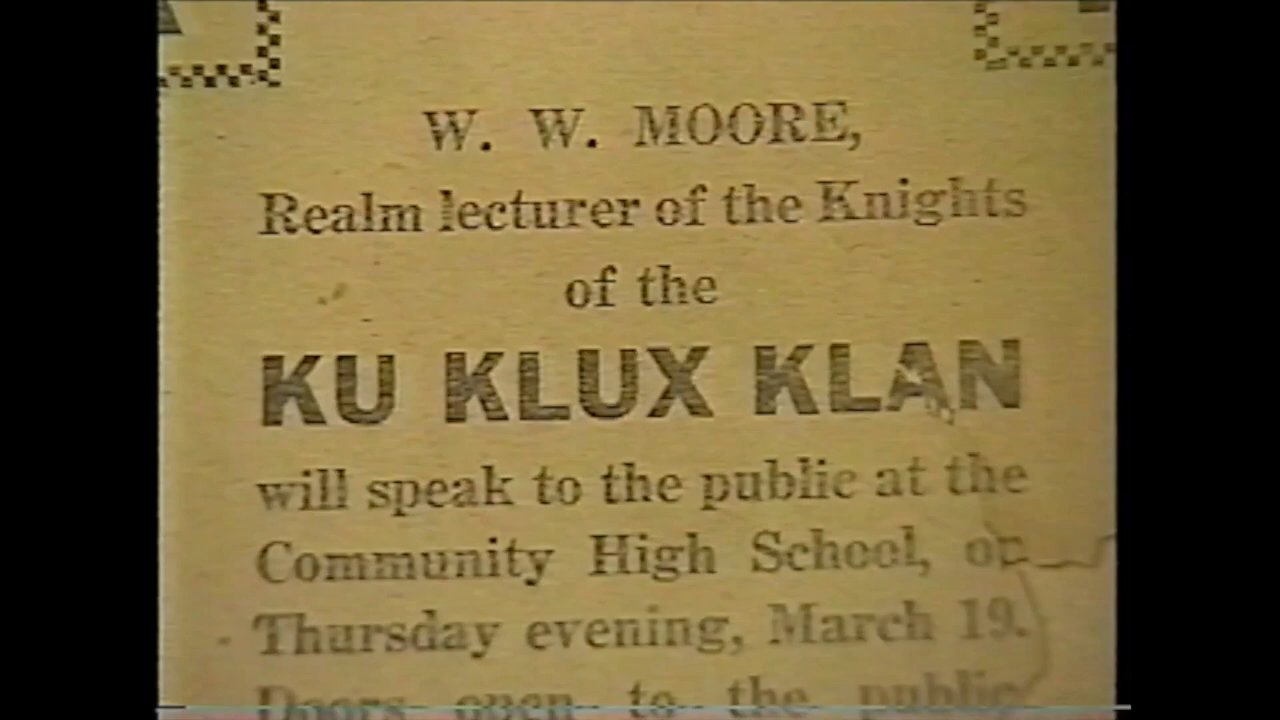 W. W. MOORE,
Realm lecturer of the Knights
of the
KU KLUX KLAN
will speak to the public at the
Community High School, on
Thursday evening, March 19.
Doors open to the public